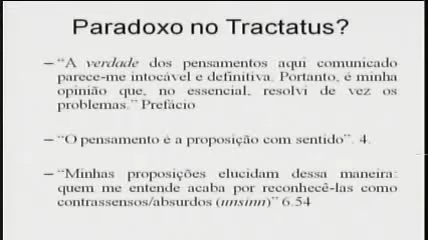 Paradoxo no Tractatus?
– “A verdade dos pensamentos aqui comunicado
parece-me intocável e definitiva. Portanto, é minha
opinião que, no essencial, resolvi de vez os
problemas.” Prefácio
– “O pensamento é a proposição com sentido”. 4.
– “Minhas proposições elucidam dessa maneira:
quem me entende acaba por reconhecê-las como
contrassensos/absurdos (unsinn)” 6.54